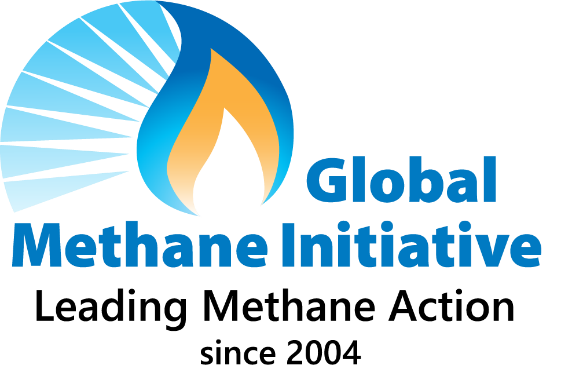 Global
Methane Initiative
Leading Methane Action
since 2004